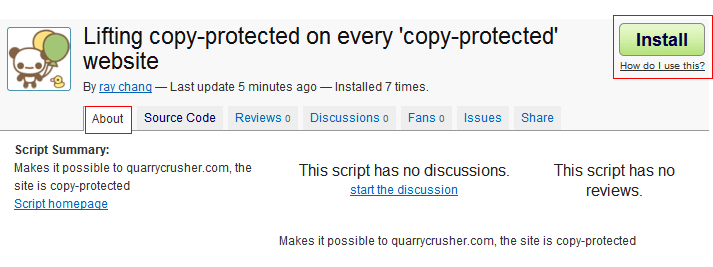 Lifting copy-protected on every 'copy-protected'
website
By ray chang — Last update 5 minutes ago — Installed 7 times.
Install
How do I use this?
About Source Code Reviews 0 Discussions 0 Fans 0 Issues Share
Script Summary:
Makes it possible to quarrycrusher.com, the
site is copy-protected
Script homepage
This script has no discussions.
start the discussion
This script has no
reviews.
Makes it possible to quarrycrusher.com, the site is copy-protected